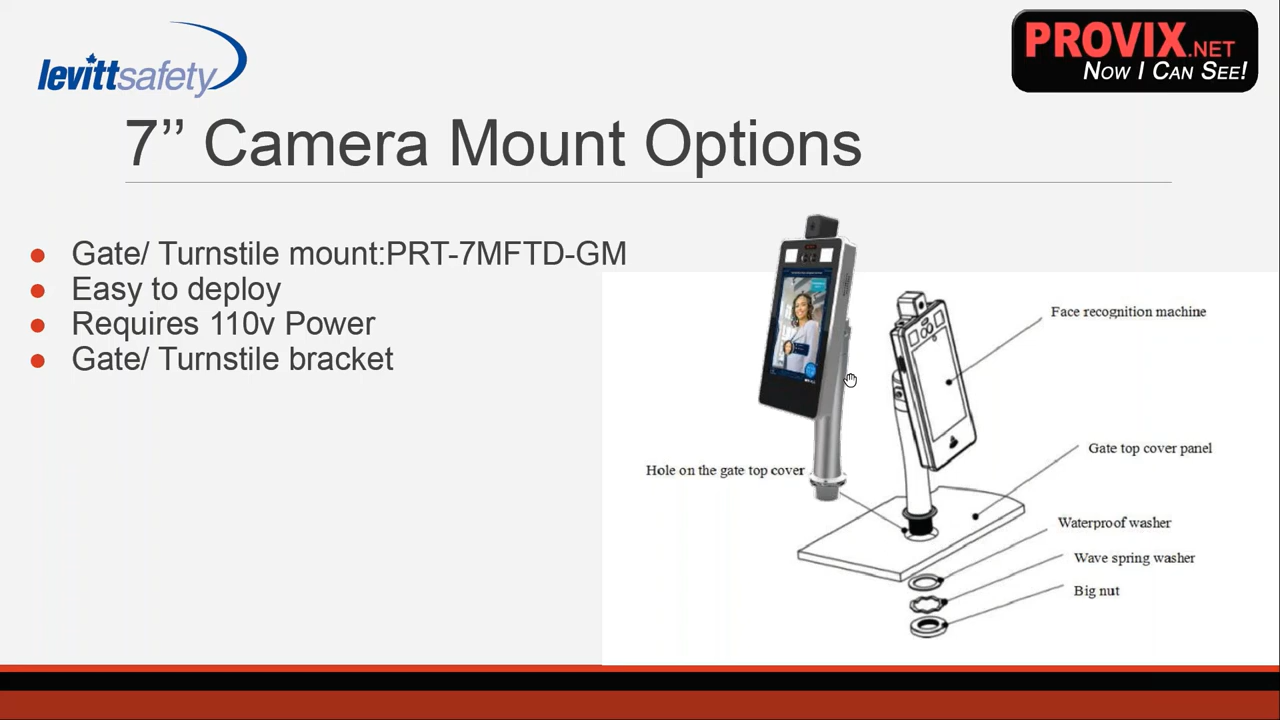 levittsafety
PROVIX.NET
NOW I CAN SEE!
7’’ Camera Mount Options
● Gate/ Turnstile mount:PRT-7MFTD-GM
● Easy to deploy
● Requires 110v Power
● Gate/ Turnstile bracket
Face recognition machine
Gate top cover panel
Hole on the gate top cover
Waterproof washer
Wave spring washer
Big nut